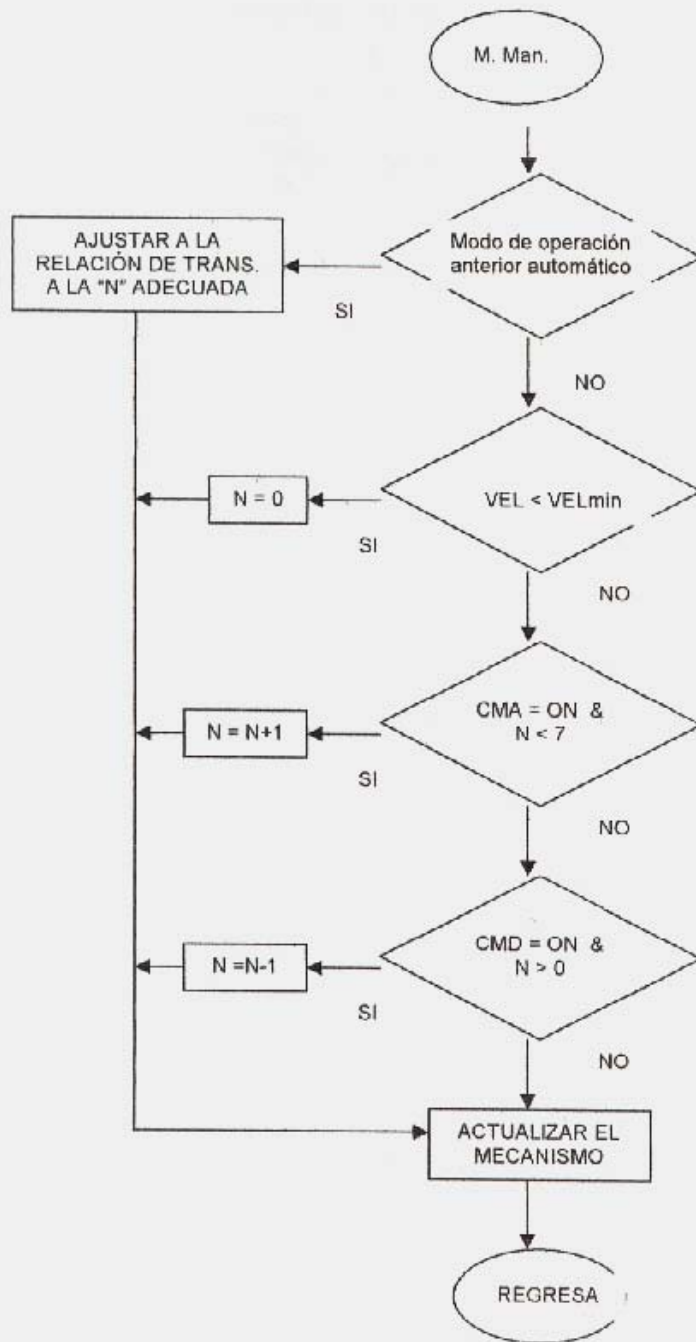 M. Man.
Modo de operación
anterior automático
AJUSTAR A LA
RELACIÓN DE TRANS.
A LA "N" ADECUADA
SI
NO
VEL < VELmin
N = 0
SI
NO
CMA = ON &
N < 7
N = N+1
SI
NO
CMD = ON &
N > 0
N =N-1
SI
NO
ACTUALIZAR EL
MECANISMO
REGRESA